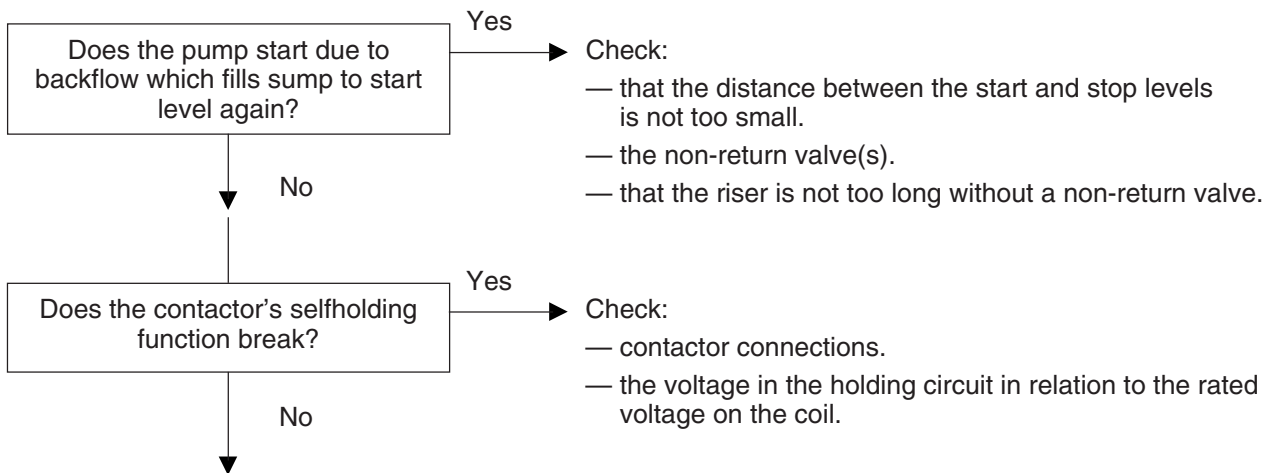 Does the pump start due to
backflow which fills sump to start
level again?
Yes
Check:
— that the distance between the start and stop levels
is not too small.
— the non-return valve(s).
— that the riser is not too long without a non-return valve.
No
Does the contactor's selfholding
function break?
Yes
Check:
— contactor connections.
— the voltage in the holding circuit in relation to the rated
voltage on the coil.
No